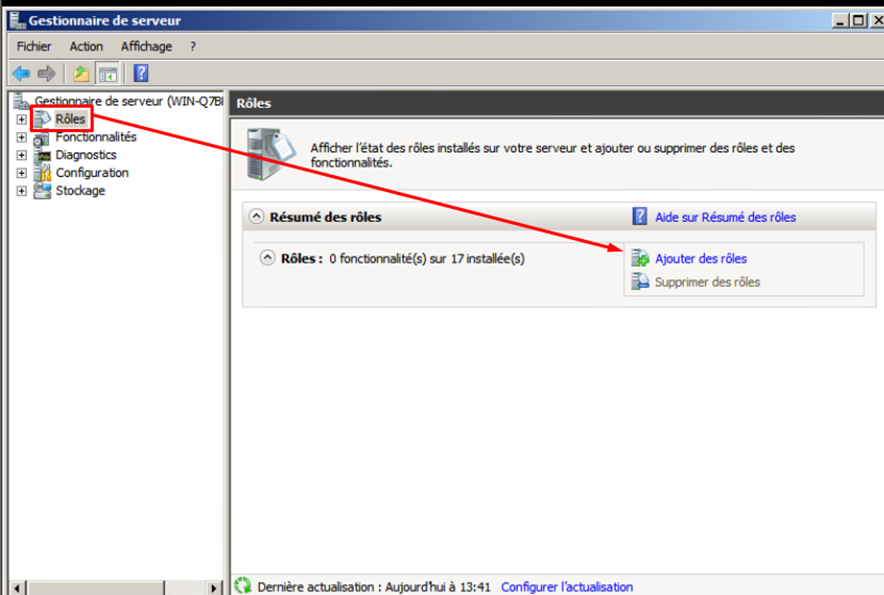 Gestionnaire de serveur
Fichier Action Affichage ?
Gestionnaire de serveur (WIN-Q7B
Rôles
Fonctionnalités
Diagnostics
Configuration
Stockage
Rôles
Afficher l'état des rôles installés sur votre serveur et ajouter ou supprimer des rôles et des
fonctionnalités.
Résumé des rôles
Aide sur Résumé des rôles
Rôles : 0 fonctionnalité(s) sur 17 installée(s)
Ajouter des rôles
Supprimer des rôles
Dernière actualisation : Aujourd'hui à 13:41 Configurer l'actualisation